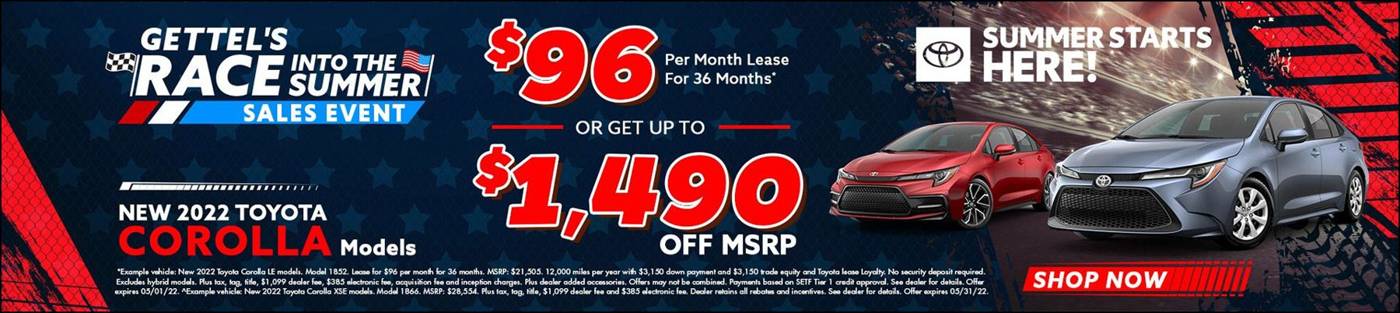 GETTEL'S
RACE INTO THE SUMMER
SALES EVENT
NEW 2022 TOYOTA
COROLLA Models
$96 Per Month Lease For 36 Months*
OR GET UP TO
$1,490
OFF MSRP
SUMMER STARTS
HERE!
*Example vehicle: New 2022 Toyota Corolla LE models. Model 1852. Lease for $96 per month for 36 months. MSRP: $21,505. 12,000 miles per year with $3,150 down payment and $3,150 trade equity and Toyota lease Loyalty. No security deposit required.
Excludes hybrid models. Plus tax, tag, title, $1,099 dealer fee, $385 electronic fee, acquisition fee and inception charges. Plus dealer added accessories. Offers may not be combined. Payments based on SETF Tier 1 credit approval. See dealer for details. Offer
expires 05/01/22. ^Example vehicle: New 2022 Toyota Corolla XSE models. Model 1866. MSRP: $28,554. Plus tax, tag, title, $1,099 dealer fee and $385 electronic fee. Dealer retains all rebates and incentives. See dealer for details. Offer expires 05/31/22.
SHOP NOW